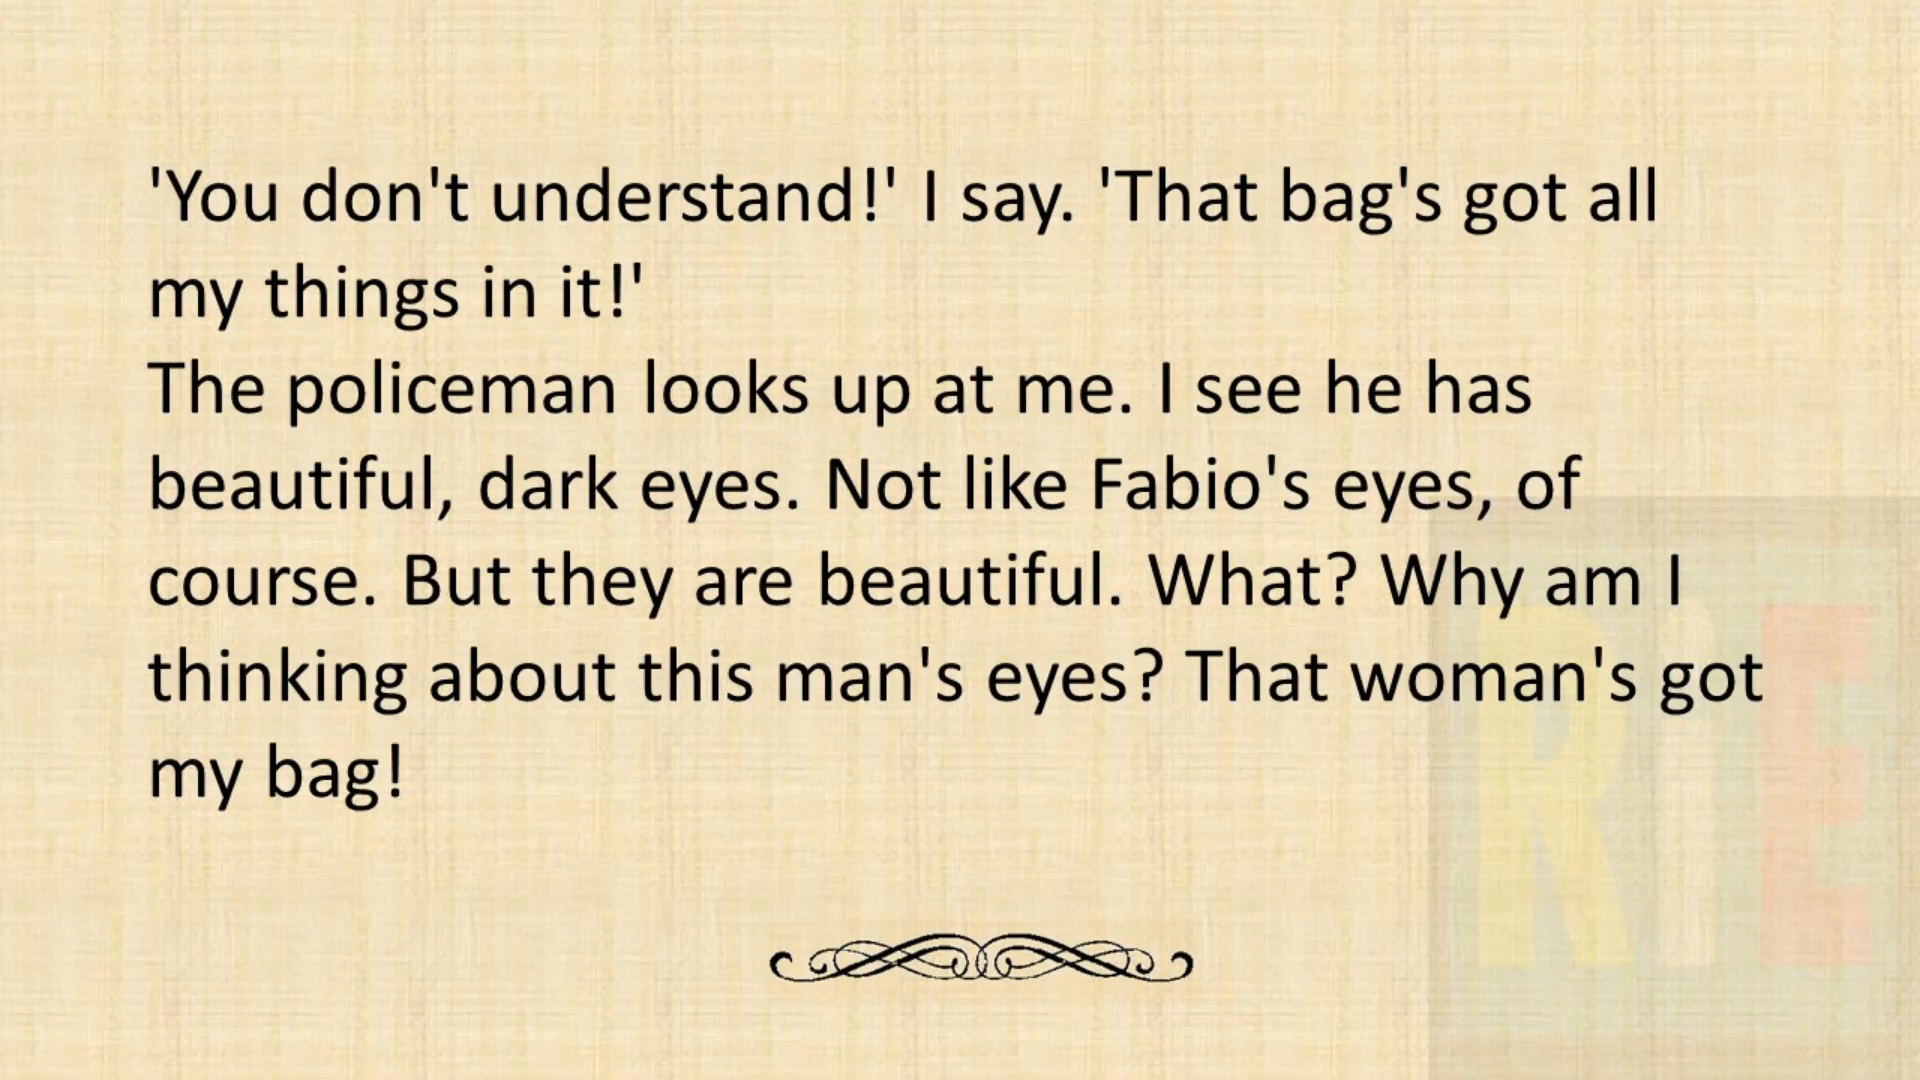 'You don't understand!' I say. 'That bag's got all
my things in it!'
The policeman looks up at me. I see he has
beautiful, dark eyes. Not like Fabio's eyes, of
course. But they are beautiful. What? Why am I
thinking about this man's eyes? That woman's got
my bag!
RiE